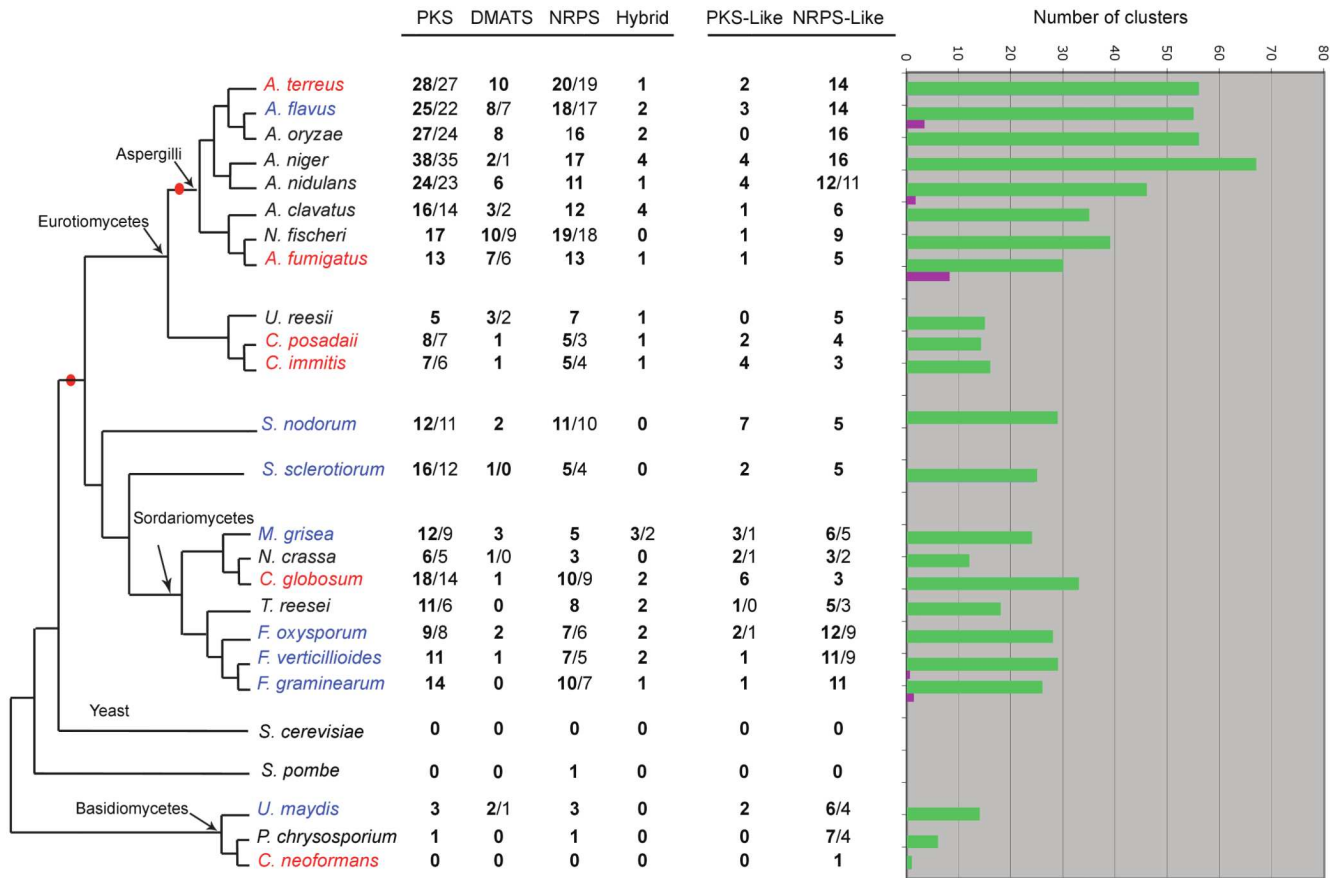 PKS DMATS NRPS Hybrid PKS-Like NRPS-Like Number of clusters
0 10 20 30 40 50 60 70 80
A. terreus 28/27 10 20/19 1 2 14
A. flavus 25/22 8/7 18/17 2 3 14
A. oryzae 27/24 8 16 2 0 16
Aspergilli
A. niger 38/35 2/1 17 4 4 16
A. nidulans 24/23 6 11 1 4 12/11
A. clavatus 16/14 3/2 12 4 1 6
Eurotiomycetes
N. fischeri 17 10/9 19/18 0 1 9
A. fumigatus 13 7/6 13 1 1 5
U. reesii 5 3/2 7 1 0 5
C. posadaii 8/7 1 5/3 1 2 4
C. immitis 7/6 1 5/4 1 4 3
S. nodorum 12/11 2 11/10 0 7 5
S. sclerotiorum 16/12 1/0 5/4 0 2 5
Sordariomycetes
M. grisea 12/9 3 5 3/2 3/1 6/5
N. crassa 6/5 1/0 3 0 2/1 3/2
C. globosum 18/14 1 10/9 2 6 3
T. reesei 11/6 0 8 2 1/0 5/3
F. oxysporum 9/8 2 7/6 2 2/1 12/9
F. verticillioides 11 1 7/5 2 1 11/9
F. graminearum 14 0 10/7 1 1 11
Yeast
S. cerevisiae 0 0 0 0 0 0
S. pombe 0 0 1 0 0 0
Basidiomycetes
U. maydis 3 2/1 3 0 2 6/4
P. chrysosporium 1 0 1 0 0 7/4
C. neoformans 0 0 0 0 0 1